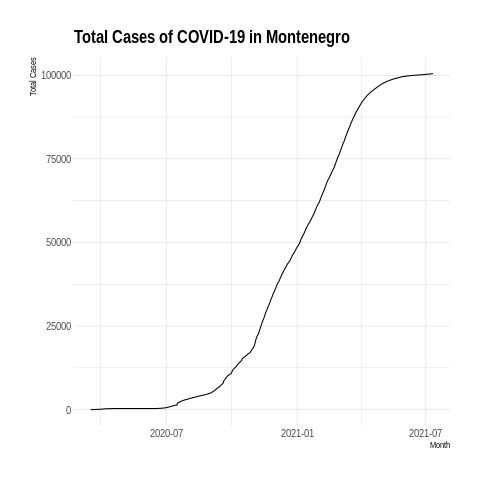 Total Cases of COVID-19 in Montenegro
Total Cases
100000
75000
50000
25000
0
2020-07
2021-01
2021-07
Month